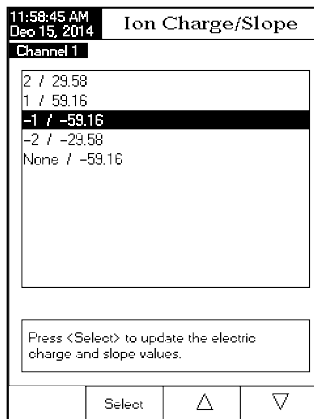 11:58:45 AM
Dec 15, 2014
Ion Charge/Slope
Channel 1
2 / 29.58
1 / 59.16
-1 / -59.16
-2 / -29.58
None / -59.16
Press <Select> to update the electric
charge and slope values.
Select